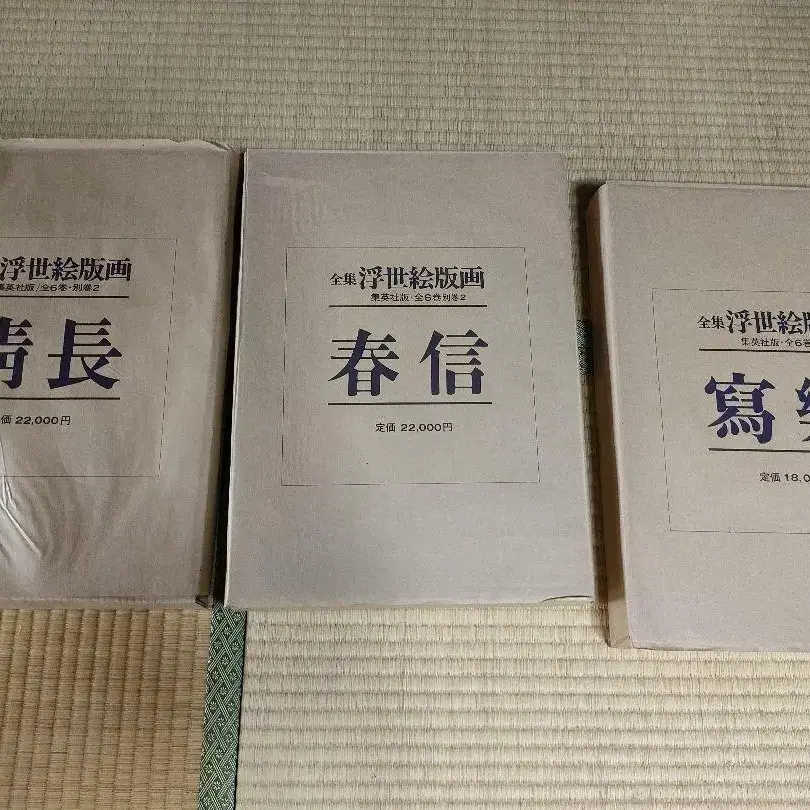 浮世絵版画
集英社版/全6巻・別巻2
清長
価 22,000円
全集 浮世絵版画
集英社版・全6巻別巻2
春信
定価 22,000円
全集 浮世絵版
集英社版・全6巻
寫樂
定価 18,0